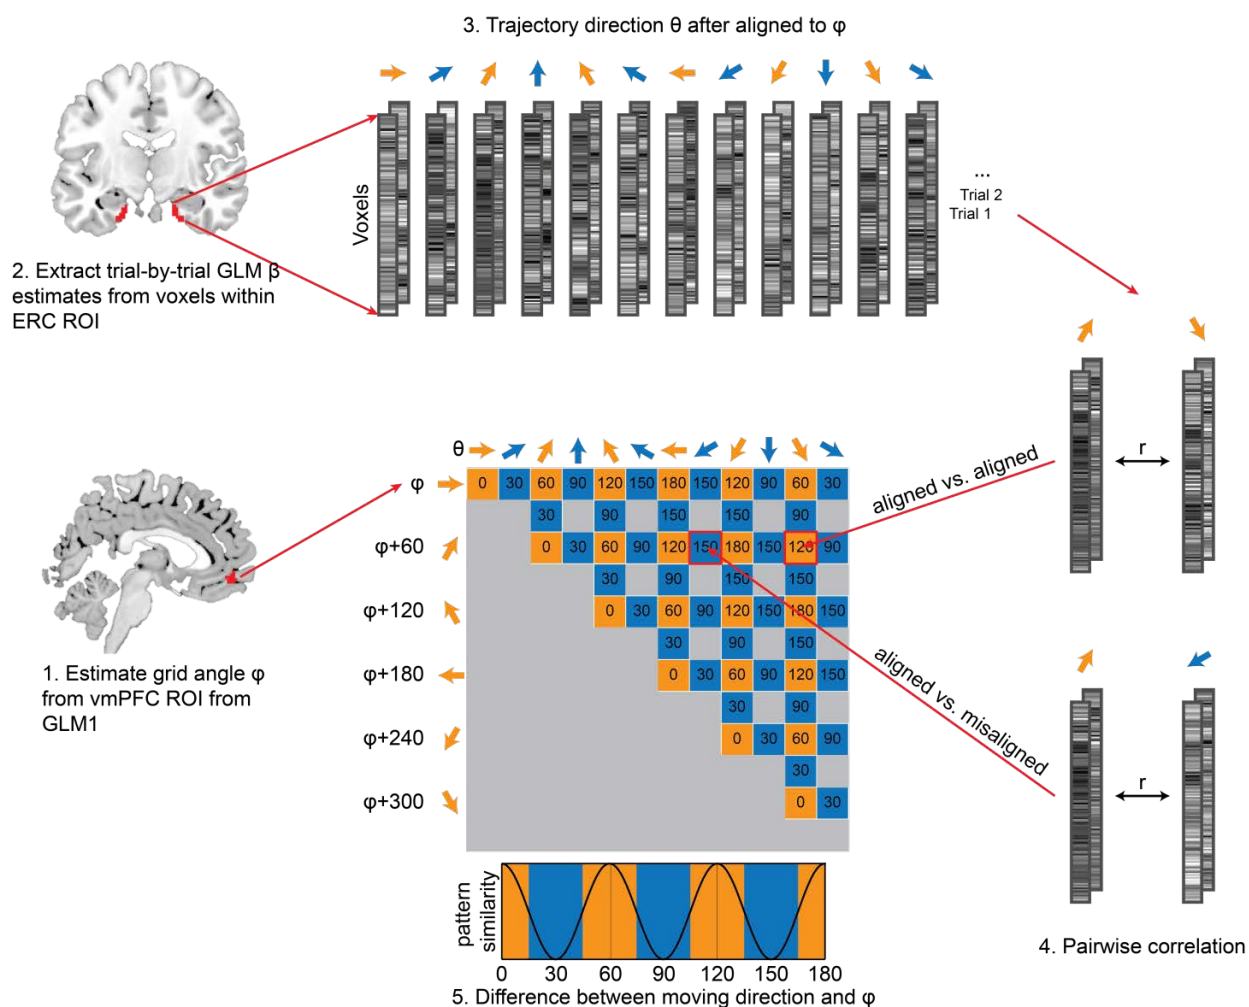 3. Trajectory direction θ after aligned to φ
Voxels
...
Trial 2
Trial 1
2. Extract trial-by-trial GLM β
estimates from voxels within
ERC ROI
θ
φ 0 30 60 90 120 150 180 150 120 90 60 30
30 90 150 150 90
φ+60 0 30 60 90 120 150 180 150 120 90
30 90 150 150
φ+120 0 30 60 90 120 150 180 150
30 90 150
φ+180 0 30 60 90 120 150
30 90
φ+240 0 30 60 90
30
φ+300 0 30
1. Estimate grid angle φ
from vmPFC ROI from
GLM1
aligned vs. aligned
aligned vs. misaligned
r
r
4. Pairwise correlation
pattern
similarity
0 30 60 90 120 150 180
5. Difference between moving direction and φ